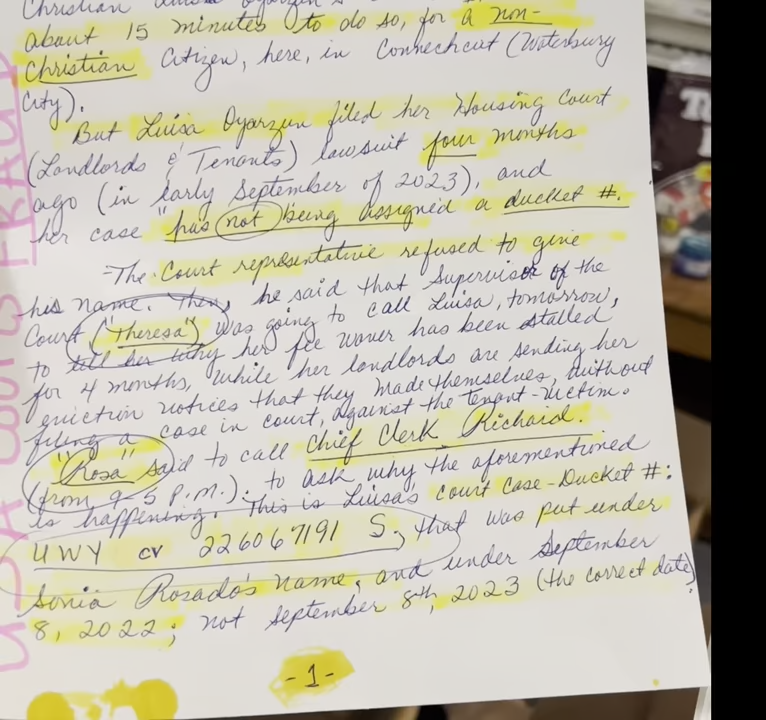 Christian
about 15 minutes to do so, for a non-
Christian Citizen, here, in Connecticut (Waterbury
City).
But Luisa Oyarzun filed her Housing Court
(Landlords & Tenants) lawsuit four months
ago (in early September of 2023), and
her case "has not being assigned a ducket #.
-The Court representative refused to give
his name. Then, he said that Supervisor of the
Court ("Theresa") was going to call Luisa, tomorrow,
to tell her why her fee waver has been stalled
for 4 months, while her landlords are sending her
eviction notices that they made themselves, without
filing a case in court, against the tenant-victim.
"Rosa" said to call Chief Clerk Richard.
(from 9-5 P.M.): to ask why the aforementioned
is happening. This is Luisa's court case-Ducket #:
UWY cv 226067191 S; that was put under
Sonia Rosado's name, and under September
8, 2022; not September 8th, 2023 (the correct date)
-1-
USA COURTS FRAUD